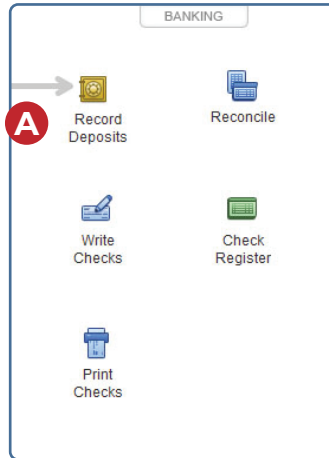 BANKING
A
Record
Deposits
Reconcile
Write
Checks
Check
Register
Print
Checks